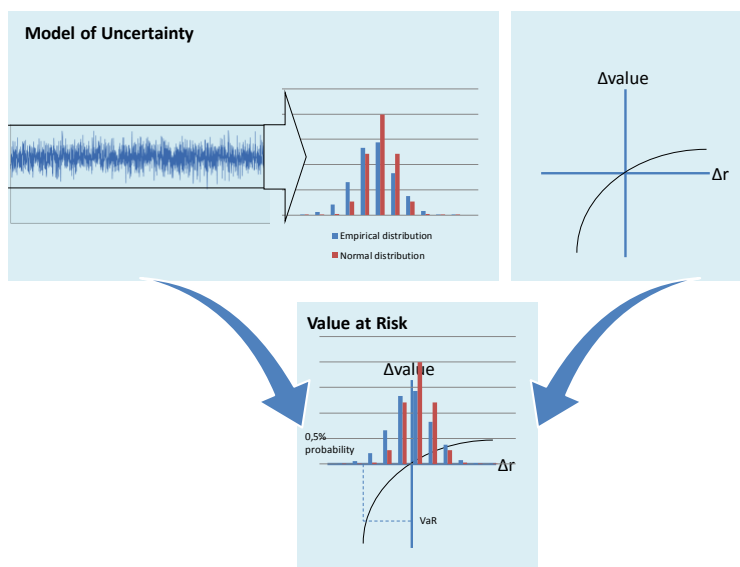 Model of Uncertainty
Empirical distribution
Normal distribution
Δvalue
Δr
Value at Risk
Δvalue
0,5%
probability
Δr
VaR